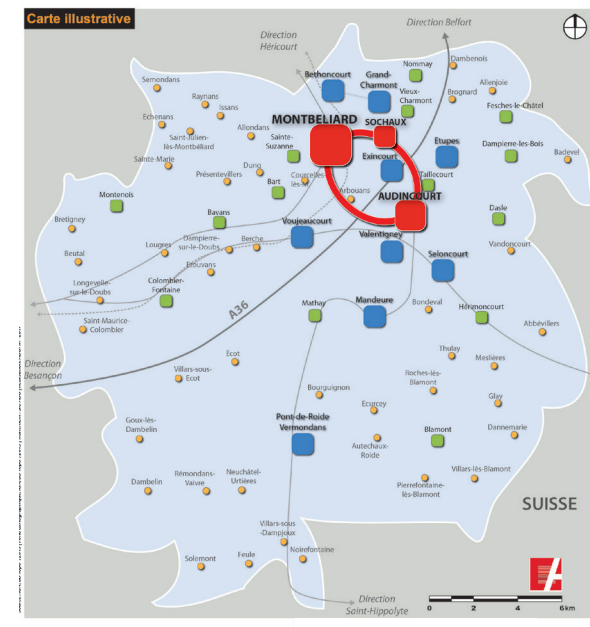 Carte illustrative
Direction Belfort
Direction
Héricourt
Dambenois
Nommay
Bethoncourt
Grand-
Charmont
Semondans
Allenjoie
Vieux-
Charmont
Brognard
Raynans
Fesches-le-Châtel
Issans
MONTBELIARD
SOCHAUX
Echenans
Allondans
Saint-Julien-
lès-Montbéliard
Sainte-
Suzanne
Etupes
Dampierre-les-Bois
Badevel
Exincourt
Sainte-Marie
Dung
Présentevillers
Courcelles-
lès-M
Taillecourt
Bart
Arbouans
AUDINCOURT
Montenois
Dasle
Bavans
Bretigney
Voujeaucourt
Valentigney
Dampierre-
sur-le-Doubs
Berche
Lougres
Vandoncourt
Beutal
Seloncourt
Etouvans
Longevelle-
sur-le-Doubs
Colombier-
Fontaine
A36
Mathay
Mandeure
Bondeval
Hérimoncourt
Saint-Maurice-
Colombier
Abbévillers
Thulay
Meslières
Ecot
Direction
Besançon
Villars-sous-
Ecot
Roches-lès-
Blamont
Bourguignon
Glay
Ecurcey
Goux-lès-
Dambelin
Pont-de-Roide
Vermondans
Blamont
Dannemarie
Autechaux-
Roide
Dambelin
Rémondans-
Vaivre
Neuchâtel-
Urtières
Villars-lès-Blamont
Pierrefontaine-
lès-Blamont
SUISSE
Villars-sous
-Dampjoux
Noirefontaine
Solemont
Feule
Direction
Saint-Hippolyte
0 2 4 6 km